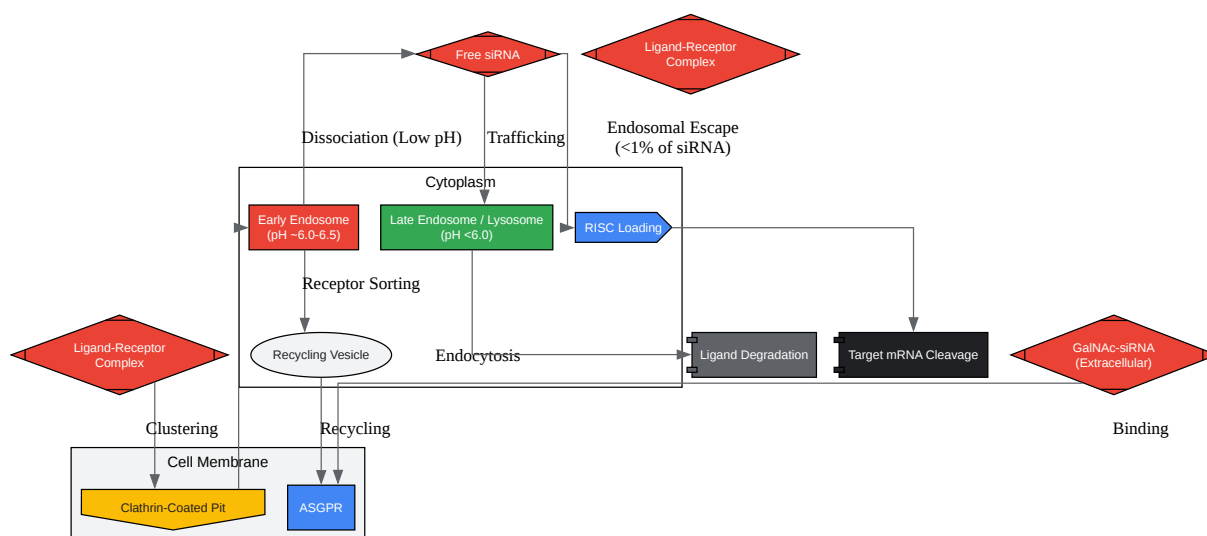 Free siRNA
Ligand-Receptor
Complex
Dissociation (Low pH)
Trafficking
Endosomal Escape
(<1% of siRNA)
Cytoplasm
Early Endosome
(pH ~6.0-6.5)
Late Endosome / Lysosome
(pH <6.0)
RISC Loading
Receptor Sorting
Ligand-Receptor
Complex
Recycling Vesicle
Endocytosis
Ligand Degradation
Target mRNA Cleavage
GalNAc-siRNA
(Extracellular)
Clustering
Recycling
Binding
Cell Membrane
Clathrin-Coated Pit
ASGPR